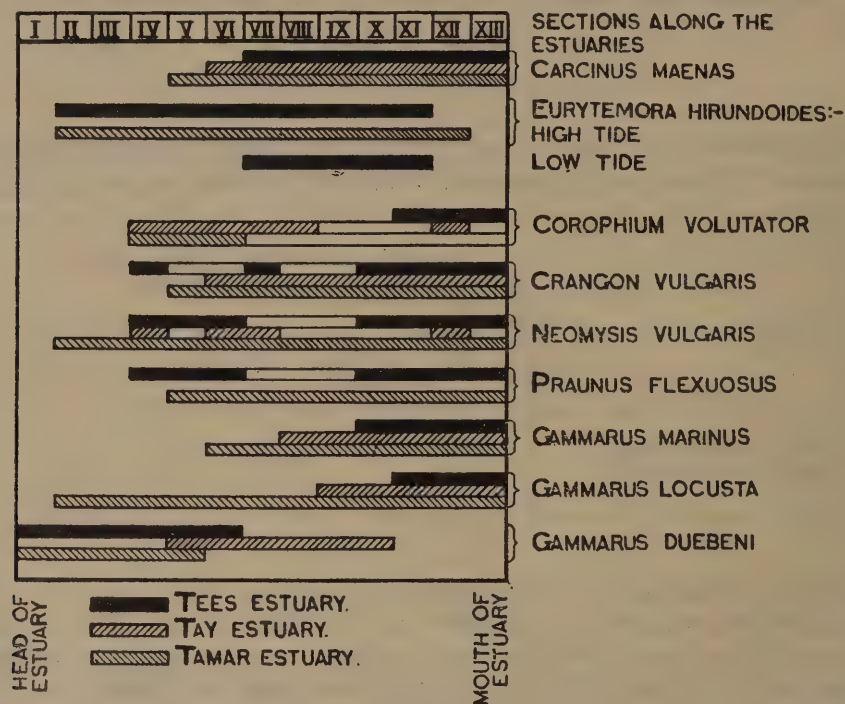 I II III IV V VI VII VIII IX X XI XII XIII
SECTIONS ALONG THE
ESTUARIES
CARCINUS MAENAS
EURYTEMORA HIRUNDOIDES:-
HIGH TIDE
LOW TIDE
COROPHIUM VOLUTATOR
CRANGON VULGARIS
NEOMYSIS VULGARIS
PRAUNUS FLEXUOSUS
GAMMARUS MARINUS
GAMMARUS LOCUSTA
GAMMARUS DUEBENI
HEAD OF
ESTUARY
TEES ESTUARY.
TAY ESTUARY.
TAMAR ESTUARY.
MOUTH OF
ESTUARY